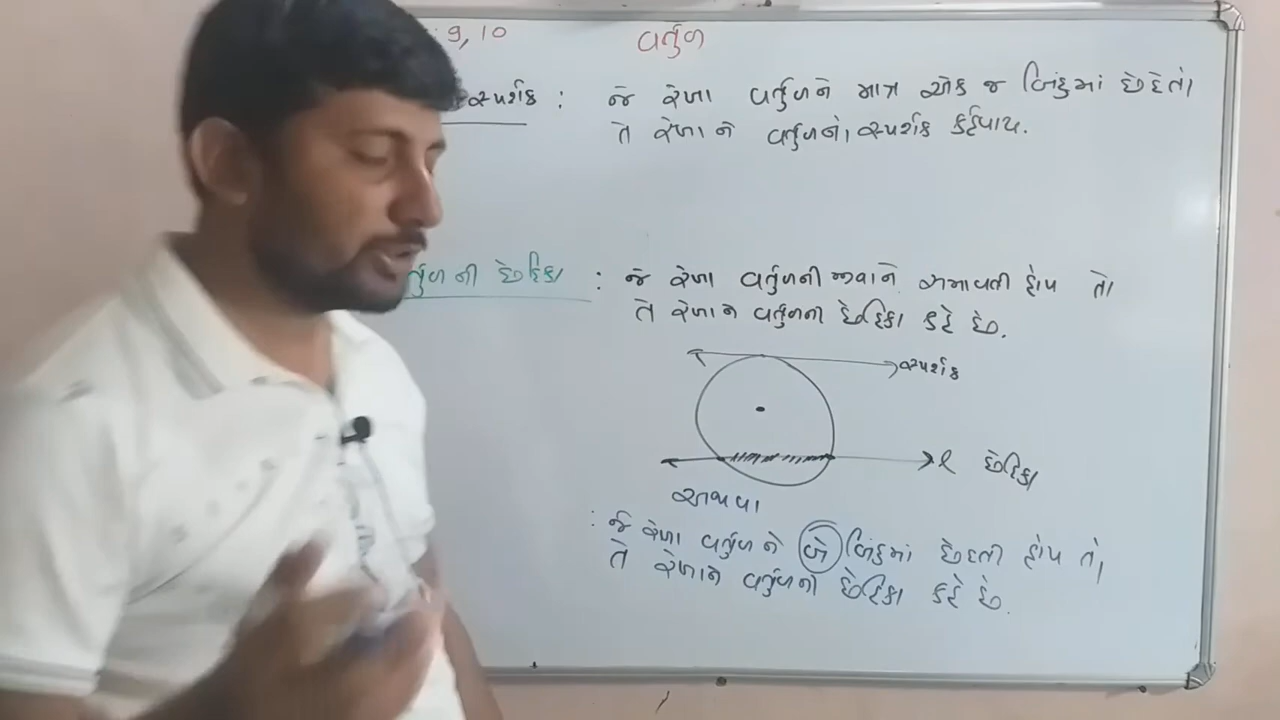 : 9, 10
વર્તુળ
સ્પર્શક : જે રેખા વર્તુળને માત્ર એક જ બિંદુમાં છેદે તો
તે રેખાને વર્તુળનો સ્પર્શક કહેવાય.
ર્તુળની છેદિકા : જે રેખા વર્તુળની જીવાને સમાવતી હોય તો
તે રેખાને વર્તુળની છેદિકા કહે છે.
સ્પર્શક
l છેદિકા
અથવા
: જે રેખા વર્તુળને બે બિંદુમાં છેદતી હોય તો,
તે રેખાને વર્તુળની છેદિકા કહે છે.